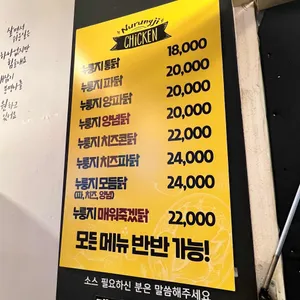 Nurungji
CHICKEN
누룽지 통닭 18,000
누룽지 파닭 20,000
누룽지 양파닭 20,000
누룽지 양념닭 20,000
누룽지 치즈콘닭 22,000
누룽지 치즈파닭 24,000
누룽지 모듬닭 24,000
(파, 치즈, 양념)
누룽지 매워죽겠닭 22,000
모든 메뉴 반반 가능!
소스 필요하신 분은 말씀해주세요